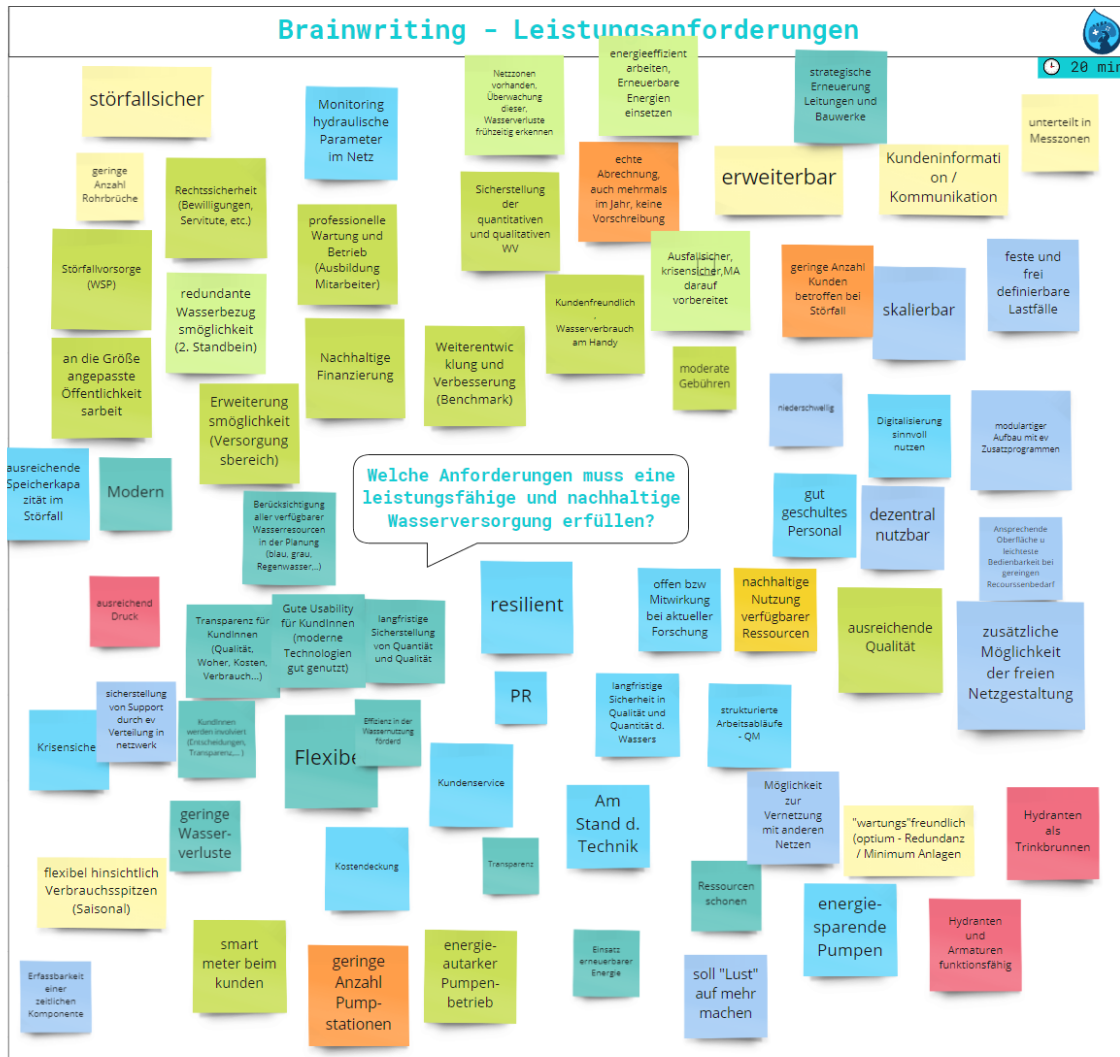 Brainwriting - Leistungsanforderungen
20 min
störfallsicher
Monitoring
hydraulische
Parameter
im Netz
Netzzonen
vorhanden,
Überwachung
dieser,
Wasserverluste
frühzeitig erkennen
energieeffizient
arbeiten,
Erneuerbare
Energien
einsetzen
strategische
Erneuerung
Leitungen und
Bauwerke
unterteilt in
Messzonen
geringe
Anzahl
Rohrbrüche
Rechtssicherheit
(Bewilligungen,
Servitute, etc.)
professionelle
Wartung und
Betrieb
(Ausbildung
Mitarbeiter)
Sicherstellung
der
quantitativen
und qualitativen
WV
echte
Abrechnung,
auch mehrmals
im Jahr, keine
Vorschreibung
erweiterbar
Kundeninformati
on /
Kommunikation
Störfallvorsorge
(WSP)
redundante
Wasserbezug
smöglichkeit
(2. Standbein)
Kundenfreundlich
,
Wasserverbrauch
am Handy
Ausfallsicher,
krisensicher,MA
darauf
vorbereitet
geringe Anzahl
Kunden
betroffen bei
Störfall
skalierbar
feste und
frei
definierbare
Lastfälle
an die Größe
angepasste
Öffentlichkeit
sarbeit
Erweiterung
smöglichkeit
(Versorgung
sbereich)
Nachhaltige
Finanzierung
Weiterentwic
klung und
Verbesserung
(Benchmark)
moderate
Gebühren
niederschwellig
Digitalisierung
sinnvoll
nutzen
modulartiger
Aufbau mit ev
Zusatzprogrammen
ausreichende
Speicherkapa
zität im
Störfall
Modern
Berücksichtigung
aller verfügbarer
Wasserresourcen
in der Planung
(blau, grau,
Regenwasser,..)
Welche Anforderungen muss eine
leistungsfähige und nachhaltige
Wasserversorgung erfüllen?
gut
geschultes
Personal
dezentral
nutzbar
Ansprechende
Oberfläche u
leichteste
Bedienbarkeit bei
gereingen
Recourssenbedarf
ausreichend
Druck
Transparenz für
KundInnen
(Qualität,
Woher, Kosten,
Verbrauch...)
Gute Usability
für KundInnen
(moderne
Technologien
gut genutzt)
langfristige
Sicherstellung
von Quantiät
und Qualität
resilient
offen bzw
Mitwirkung
bei aktueller
Forschung
nachhaltige
Nutzung
verfügbarer
Ressourcen
ausreichende
Qualität
zusätzliche
Möglichkeit
der freien
Netzgestaltung
Krisensiche
sicherstellung
von Support
durch ev
Verteilung in
netzwerk
KundInnen
werden involviert
(Entscheidungen,
Transparenz,...)
Flexibe
Effizienz in der
Wassernutzung
förderd
PR
langfristige
Sicherheit in
Qualität und
Quantität d.
Wassers
strukturierte
Arbeitsabläufe
- QM
Kundenservice
geringe
Wasser-
verluste
Am
Stand d.
Technik
Möglichkeit
zur
Vernetzung
mit anderen
Netzen
"wartungs"freundlich
(optium - Redundanz
/ Minimum Anlagen
Hydranten
als
Trinkbrunnen
flexibel hinsichtlich
Verbrauchsspitzen
(Saisonal)
Kostendeckung
Transparenz
Ressourcen
schonen
energie-
sparende
Pumpen
Hydranten
und
Armaturen
funktionsfähig
Erfassbarkeit
einer
zeitlichen
Komponente
smart
meter beim
kunden
geringe
Anzahl
Pump-
stationen
energie-
autarker
Pumpen-
betrieb
Einsatz
erneuerbarer
Energie
soll "Lust"
auf mehr
machen